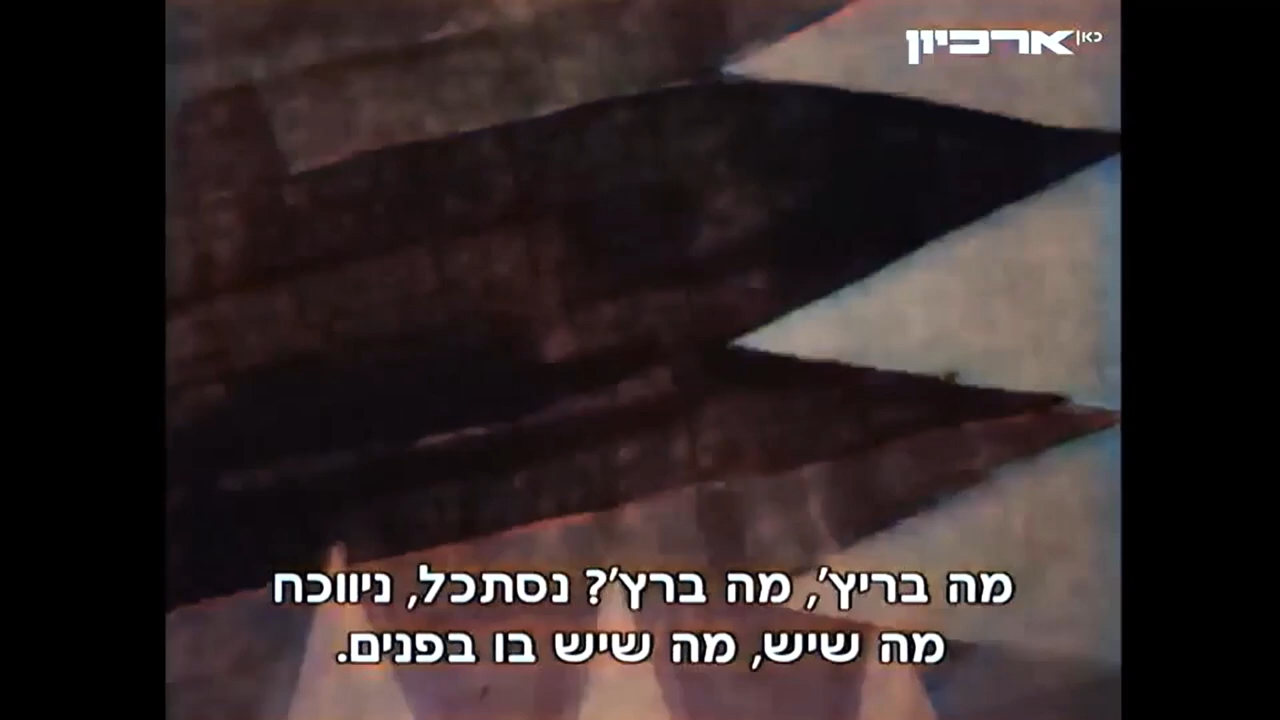 כאן ארכיון
מה בריץ', מה ברץ'? נסתכל, ניווכח
מה שיש, מה שיש בו בפנים.